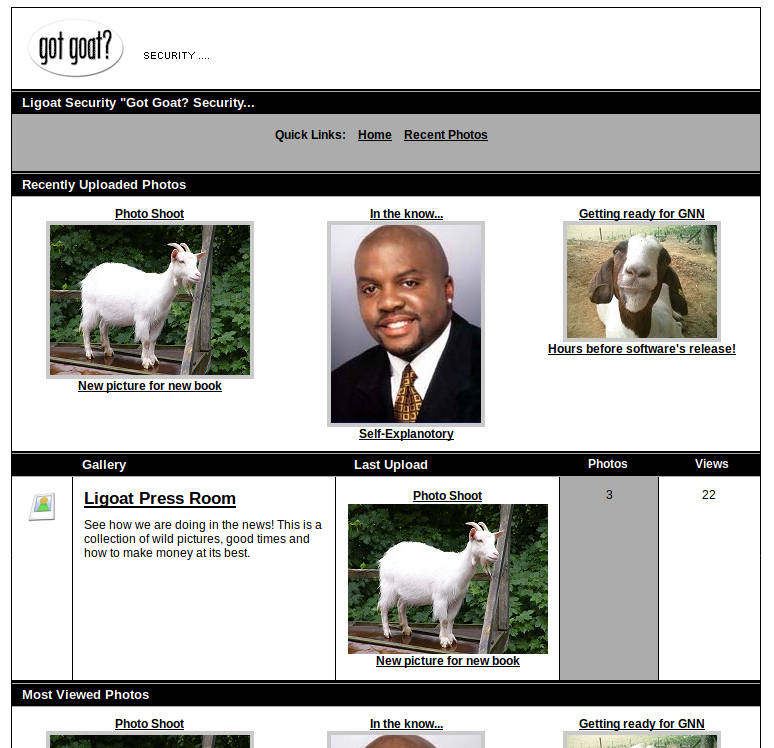 got goat?
SECURITY ....
Ligoat Security "Got Goat? Security...
Quick Links: Home Recent Photos
Recently Uploaded Photos
Photo Shoot
New picture for new book
In the know...
Self-Explanotory
Getting ready for GNN
Hours before software's release!
Gallery Last Upload Photos Views
Ligoat Press Room
See how we are doing in the news! This is a
collection of wild pictures, good times and
how to make money at its best.
Photo Shoot
New picture for new book
3
22
Most Viewed Photos
Photo Shoot
In the know...
Getting ready for GNN